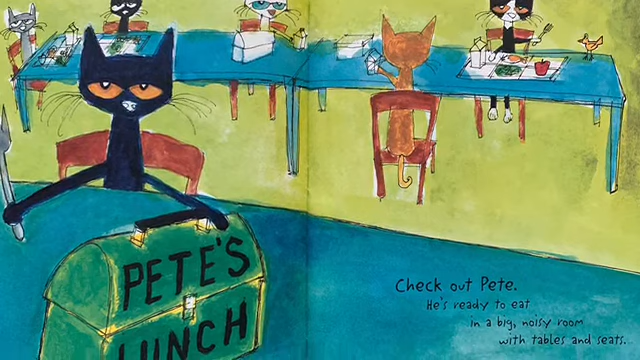 PETE'S
LUNCH
Check out Pete.
He's ready to eat
in a big, noisy room
with tables and seats.